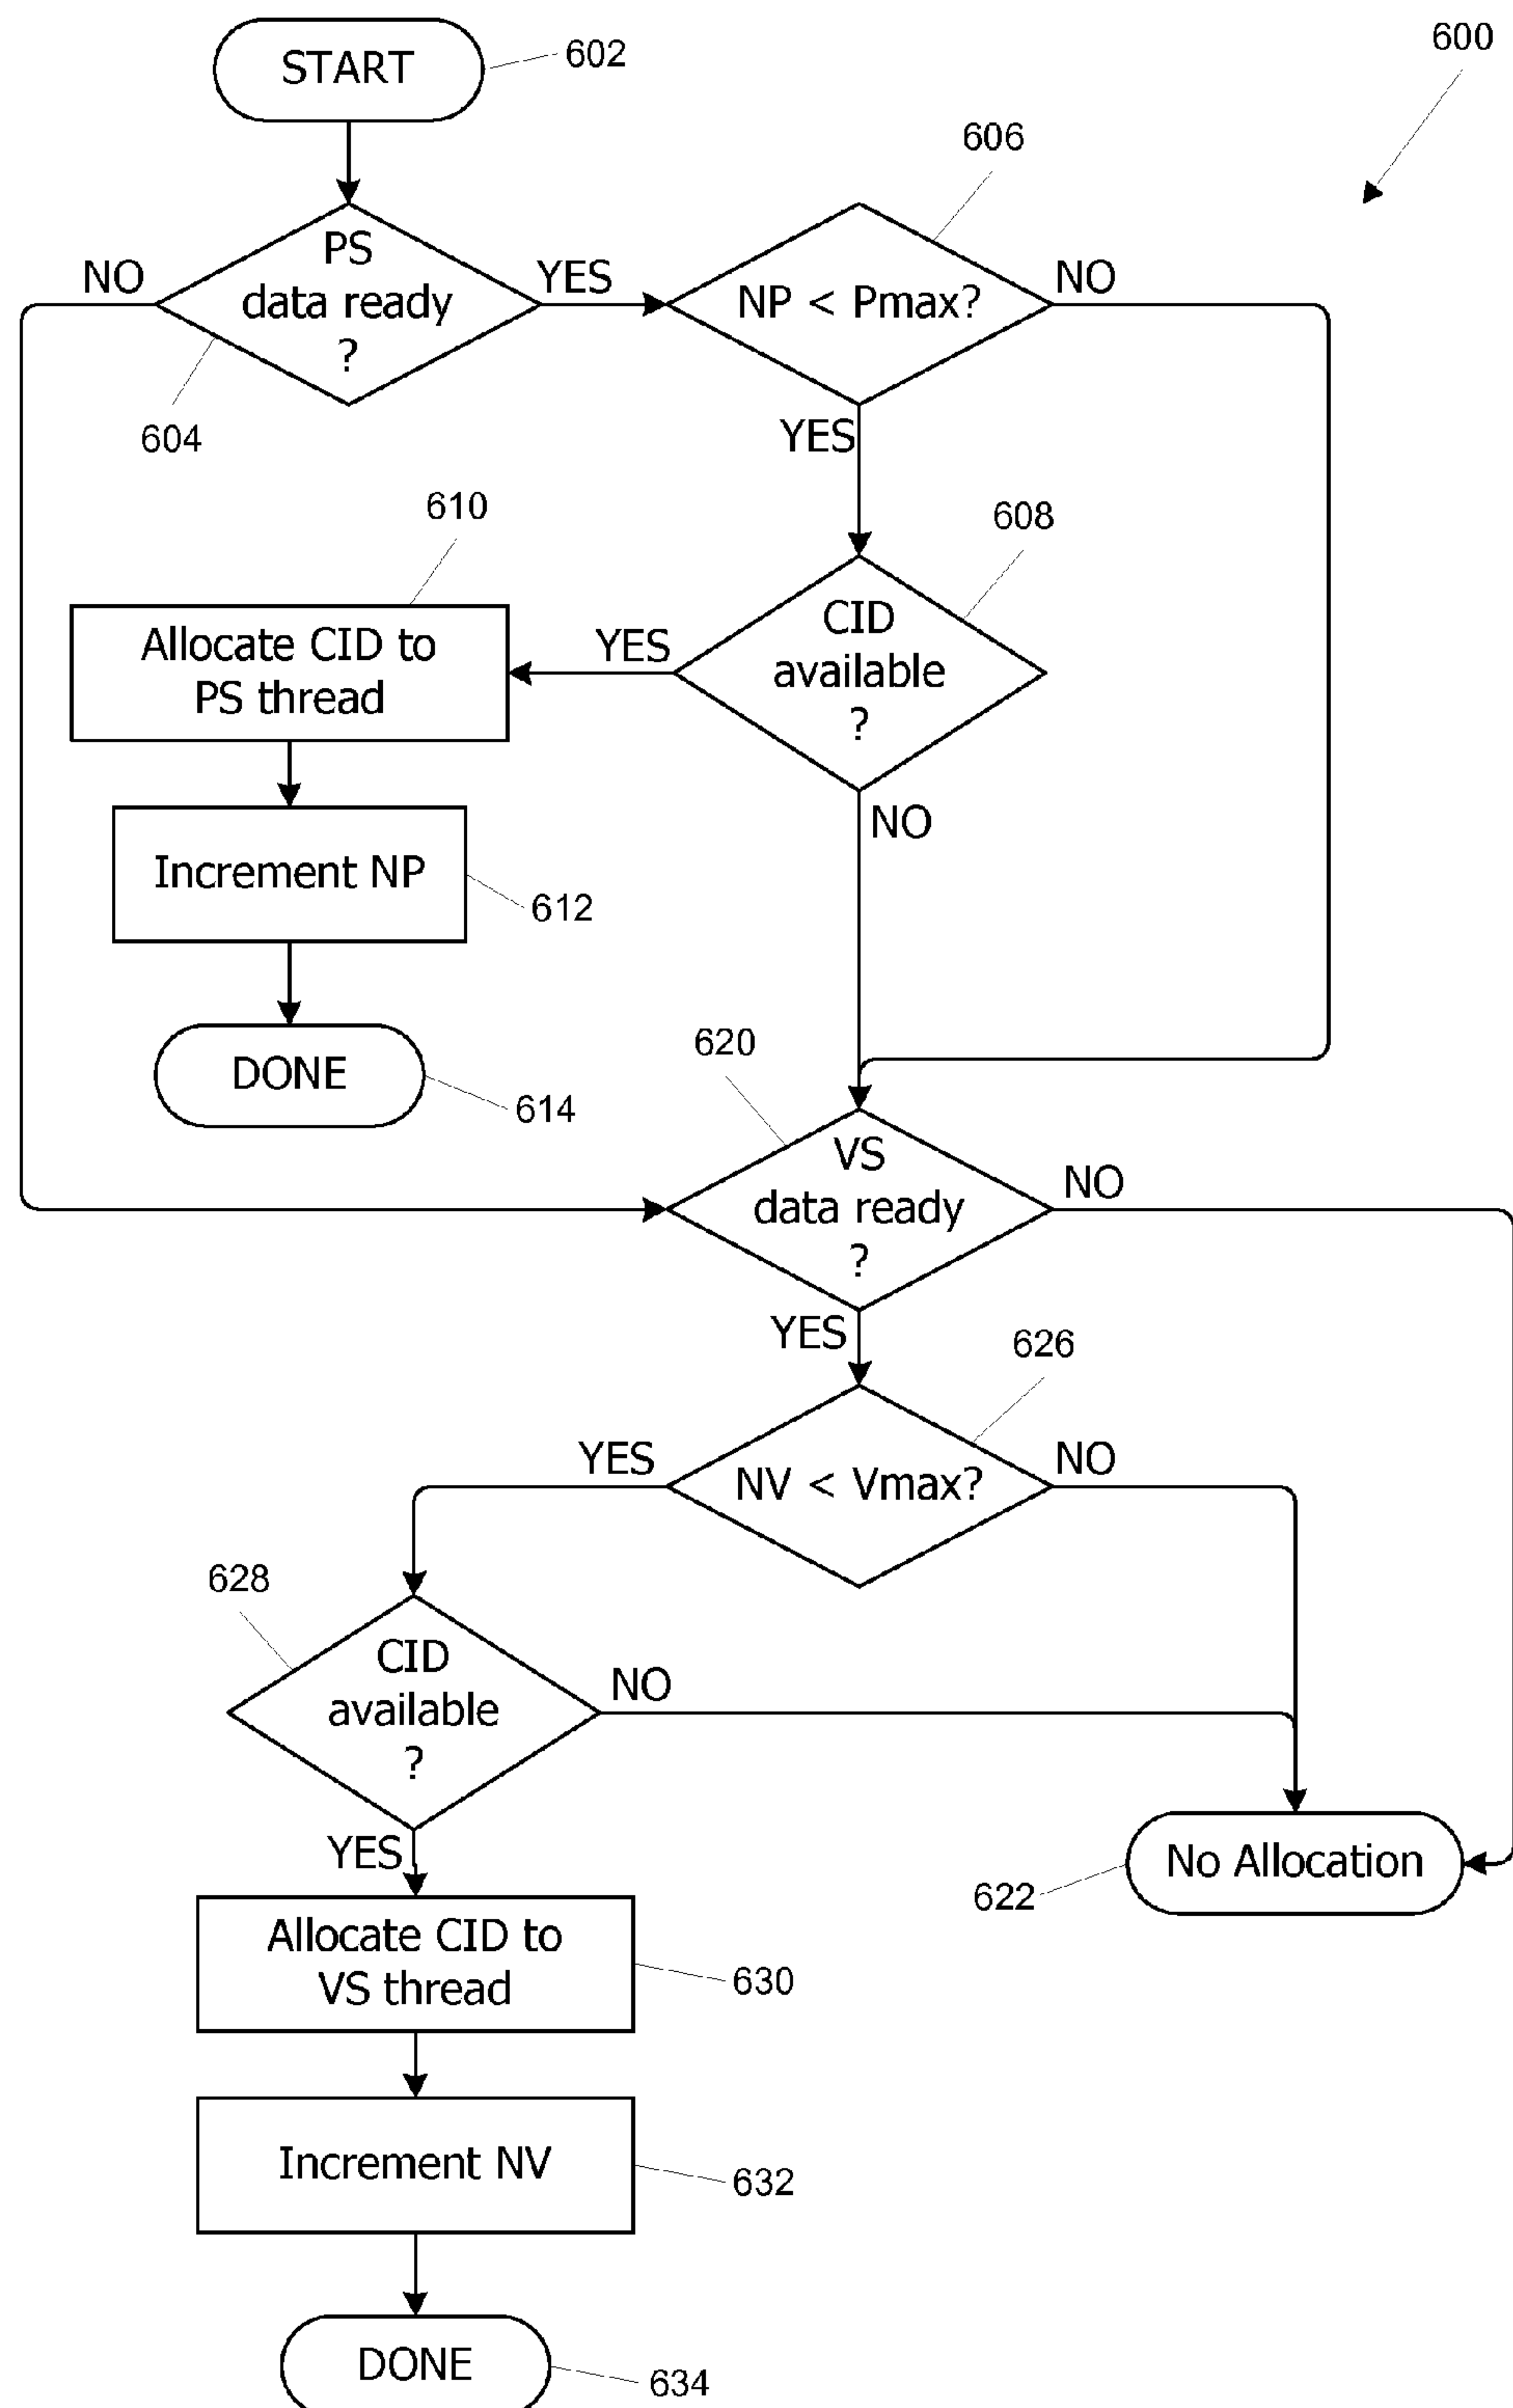 START
602
600
606
PS
data ready
?
NO
YES
NP < Pmax?
NO
604
YES
610
608
Allocate CID to
PS thread
YES
CID
available
?
NO
Increment NP
612
DONE
614
620
VS
data ready
?
NO
YES
626
YES
NV < Vmax?
NO
628
CID
available
?
NO
YES
No Allocation
622
Allocate CID to
VS thread
630
Increment NV
632
DONE
634